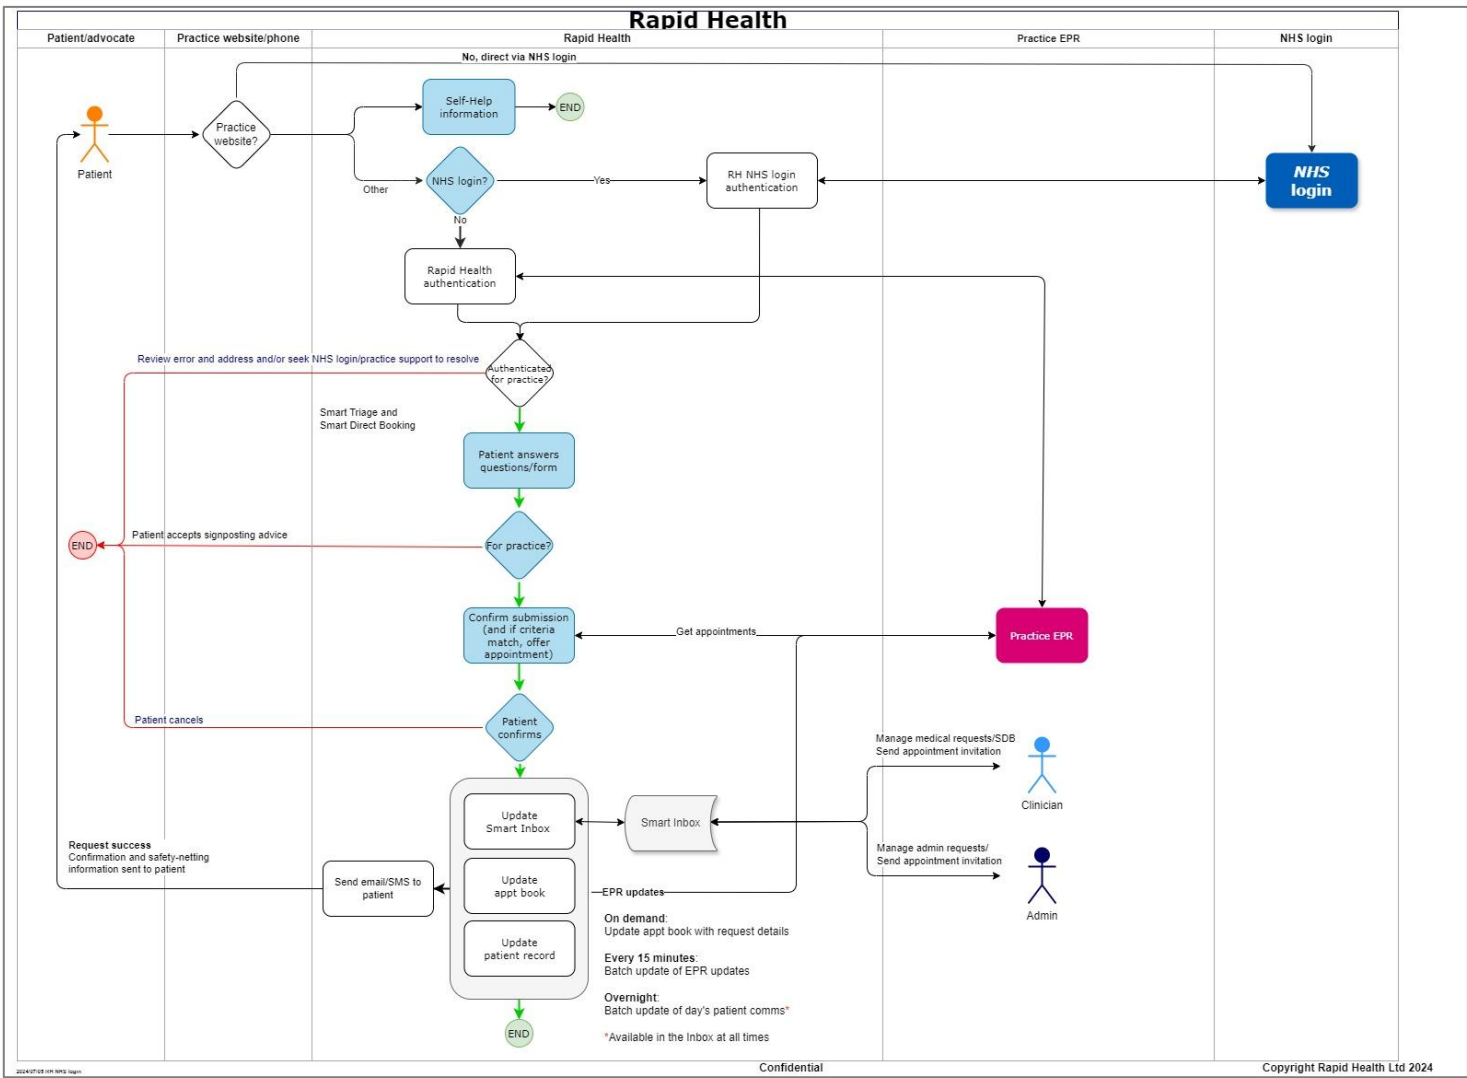 Rapid Health
Patient/advocate
Practice website/phone
Rapid Health
Practice EPR
NHS login
No, direct via NHS login
Self-Help
information
END
Practice
website?
Patient
Other
NHS login?
Yes
RH NHS login
authentication
NHS
login
No
Rapid Health
authentication
Review error and address and/or seek NHS login/practice support to resolve
Authenticated
for practice?
Smart Triage and
Smart Direct Booking
Patient answers
questions/form
END
Patient accepts signposting advice
For practice?
Confirm submission
(and if criteria
match, offer
appointment)
Get appointments
Practice EPR
Patient cancels
Patient
confirms
Manage medical requests/SDB
Send appointment invitation
Clinician
Update
Smart Inbox
Smart Inbox
Request success
Confirmation and safety-netting
information sent to patient
Manage admin requests/
Send appointment invitation
Admin
Send email/SMS to
patient
Update
appt book
EPR updates
On demand:
Update appt book with request details
Update
patient record
Every 15 minutes:
Batch update of EPR updates
Overnight:
Batch update of day's patient comms*
END
*Available in the Inbox at all times
2024/07/05 HH NHS login
Confidential
Copyright Rapid Health Ltd 2024